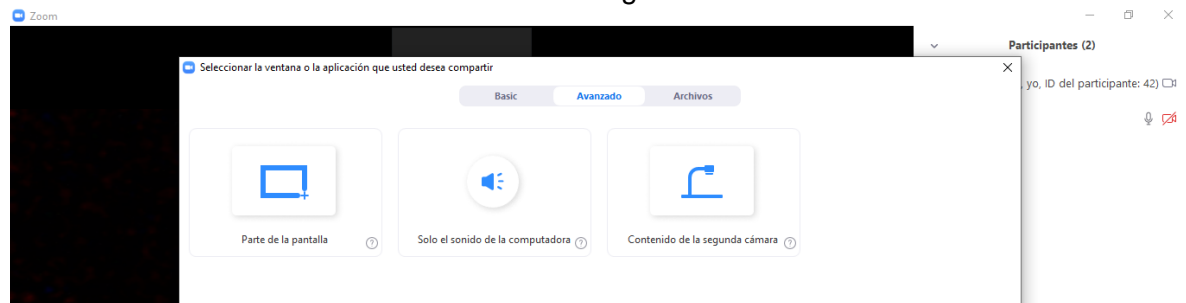 Zoom
Participantes (2)
Seleccionar la ventana o la aplicación que usted desea compartir
, yo, ID del participante: 42)
Basic Avanzado Archivos
Parte de la pantalla ?
Solo el sonido de la computadora ?
Contenido de la segunda cámara ?